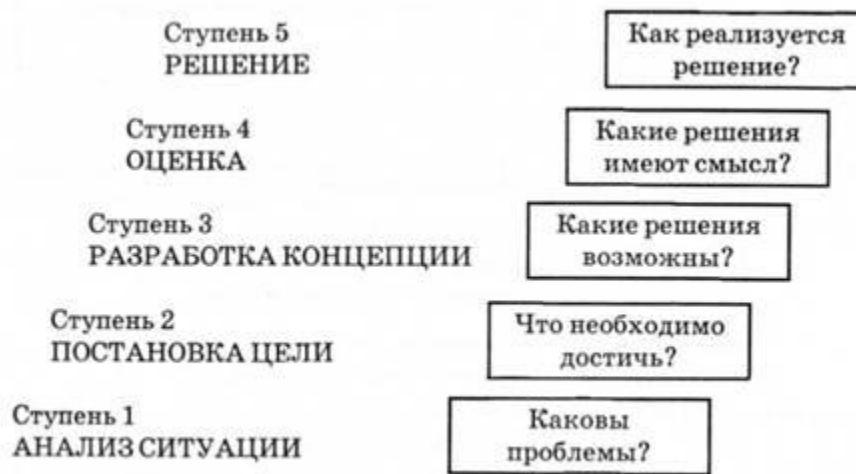 Ступень 5
РЕШЕНИЕ
Как реализуется
решение?
Ступень 4
ОЦЕНКА
Какие решения
имеют смысл?
Ступень 3
РАЗРАБОТКА КОНЦЕПЦИИ
Какие решения
возможны?
Ступень 2
ПОСТАНОВКА ЦЕЛИ
Что необходимо
достичь?
Ступень 1
АНАЛИЗ СИТУАЦИИ
Каковы
проблемы?